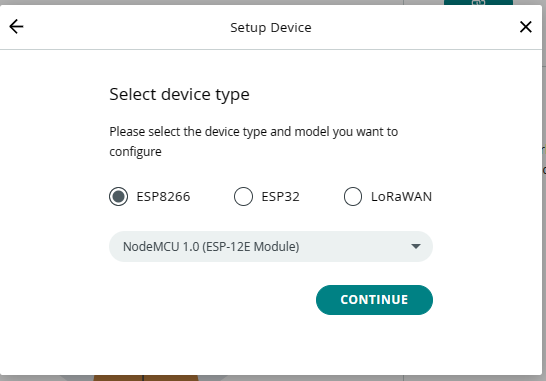 Setup Device
Select device type
Please select the device type and model you want to
configure
ESP8266 ESP32 LoRaWAN
NodeMCU 1.0 (ESP-12E Module)
CONTINUE